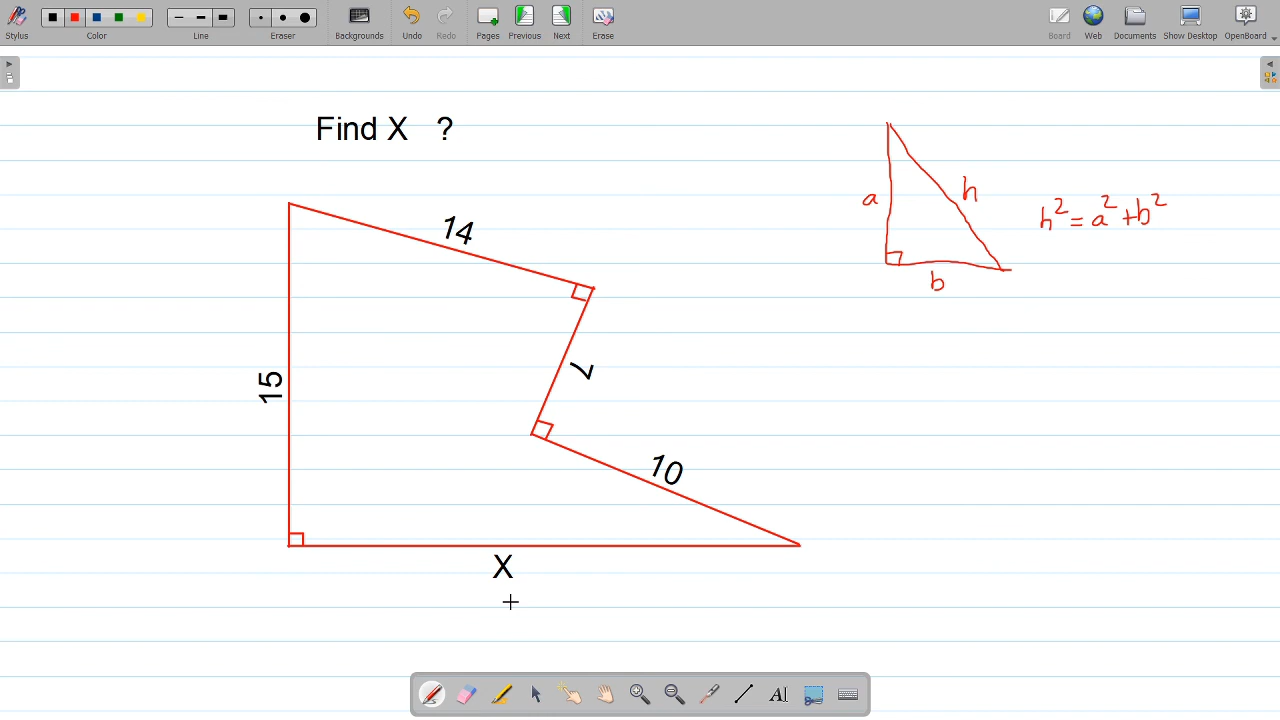 Stylus Color Line Eraser Backgrounds Undo Redo Pages Previous Next Erase Board Web Documents Show Desktop OpenBoard
Find X ?
14
15
7
10
X
a
h
b
h² = a² + b²
AI